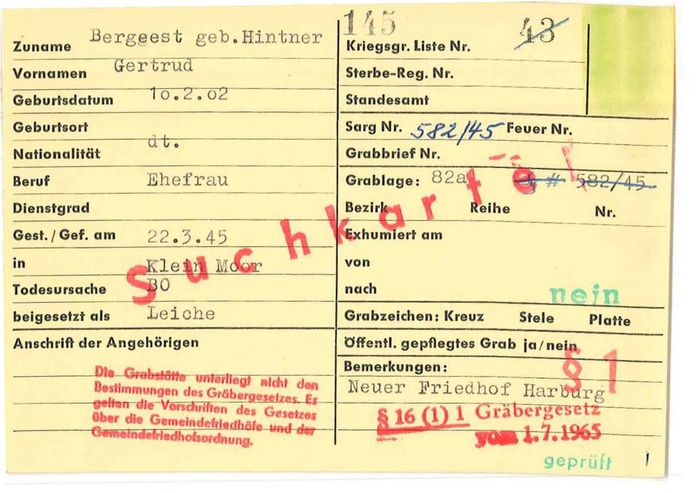 Zuname Bergeest geb.Hintner
Vornamen Gertrud
Geburtsdatum 10.2.02
Geburtsort
Nationalität dt.
Beruf Ehefrau
Dienstgrad
Gest./Gef. am 22.3.45
in Klein Moor
Todesursache BO
beigesetzt als Leiche
Anschrift der Angehörigen
Die Grabstätte unterliegt nicht den
Bestimmungen des Gräbergesetzes. Es
gelten die Vorschriften des Gesetzes
über die Gemeindefriedhöfe und der
Gemeindefriedhofsordnung.
Suchkartei
145 43
Kriegsgr. Liste Nr.
Sterbe-Reg. Nr.
Standesamt
Sarg Nr. 582/45 Feuer Nr.
Grabbrief Nr.
Grablage: 82a 582/45
Bezirk Reihe Nr.
Exhumiert am
von
nach
nein
Grabzeichen: Kreuz Stele Platte
Öffentl. gepflegtes Grab ja/nein
Bemerkungen: § 1
Neuer Friedhof Harburg
§ 16 (1) 1 Gräbergesetz
vom 1.7.1965
geprüft